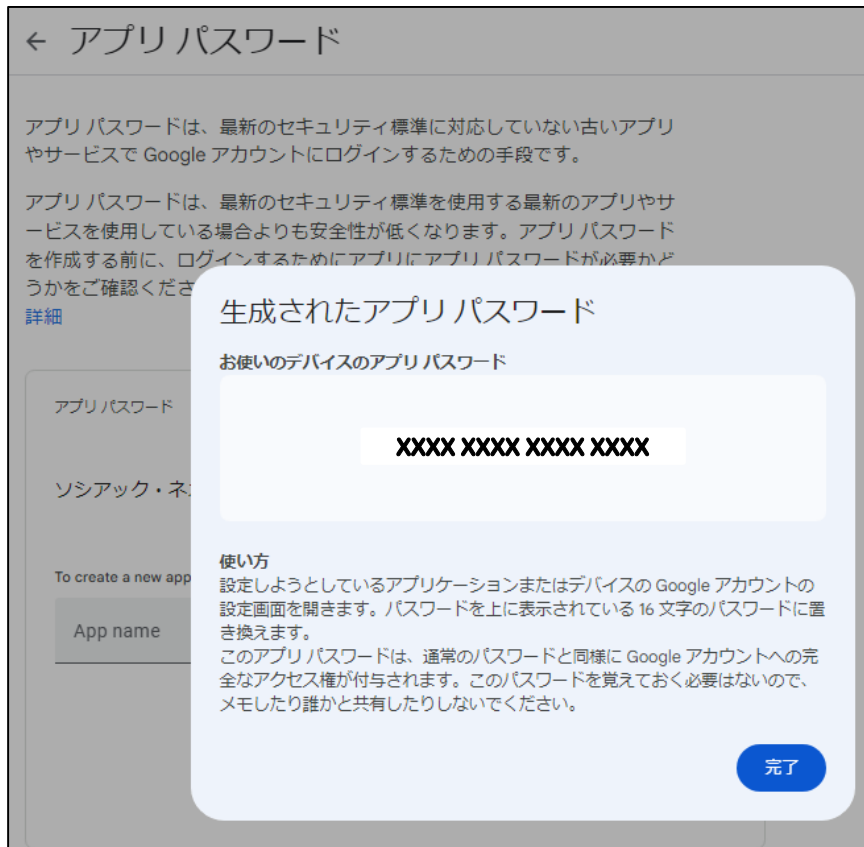 ← アプリ パスワード
アプリ パスワードは、最新のセキュリティ標準に対応していない古いアプリ
やサービスで Google アカウントにログインするための手段です。
アプリ パスワードは、最新のセキュリティ標準を使用する最新のアプリやサ
ービスを使用している場合よりも安全性が低くなります。アプリ パスワード
を作成する前に、ログインするためにアプリにアプリ パスワードが必要かど
うかをご確認くださ
詳細
アプリ パスワード
ソシアック・ネ
To create a new app
App name
生成されたアプリ パスワード
お使いのデバイスのアプリ パスワード
XXXX XXXX XXXX XXXX
使い方
設定しようとしているアプリケーションまたはデバイスの Google アカウントの
設定画面を開きます。パスワードを上に表示されている 16 文字のパスワードに置
き換えます。
このアプリ パスワードは、通常のパスワードと同様に Google アカウントへの完
全なアクセス権が付与されます。このパスワードを覚えておく必要はないので、
メモしたり誰かと共有したりしないでください。
完了